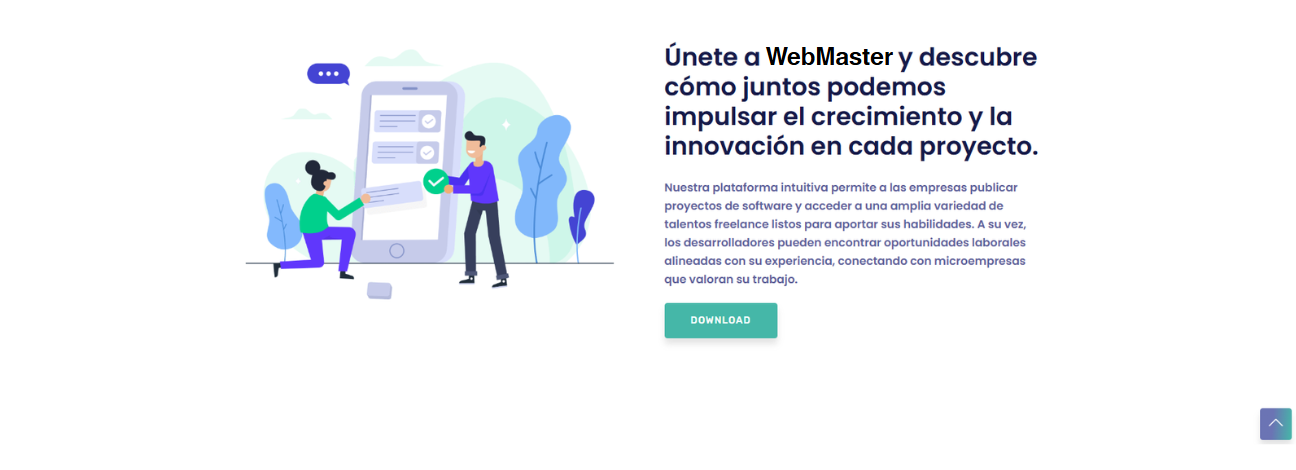 Únete a WebMaster y descubre
cómo juntos podemos
impulsar el crecimiento y la
innovación en cada proyecto.
Nuestra plataforma intuitiva permite a las empresas publicar
proyectos de software y acceder a una amplia variedad de
talentos freelance listos para aportar sus habilidades. A su vez,
los desarrolladores pueden encontrar oportunidades laborales
alineadas con su experiencia, conectando con microempresas
que valoran su trabajo.
DOWNLOAD